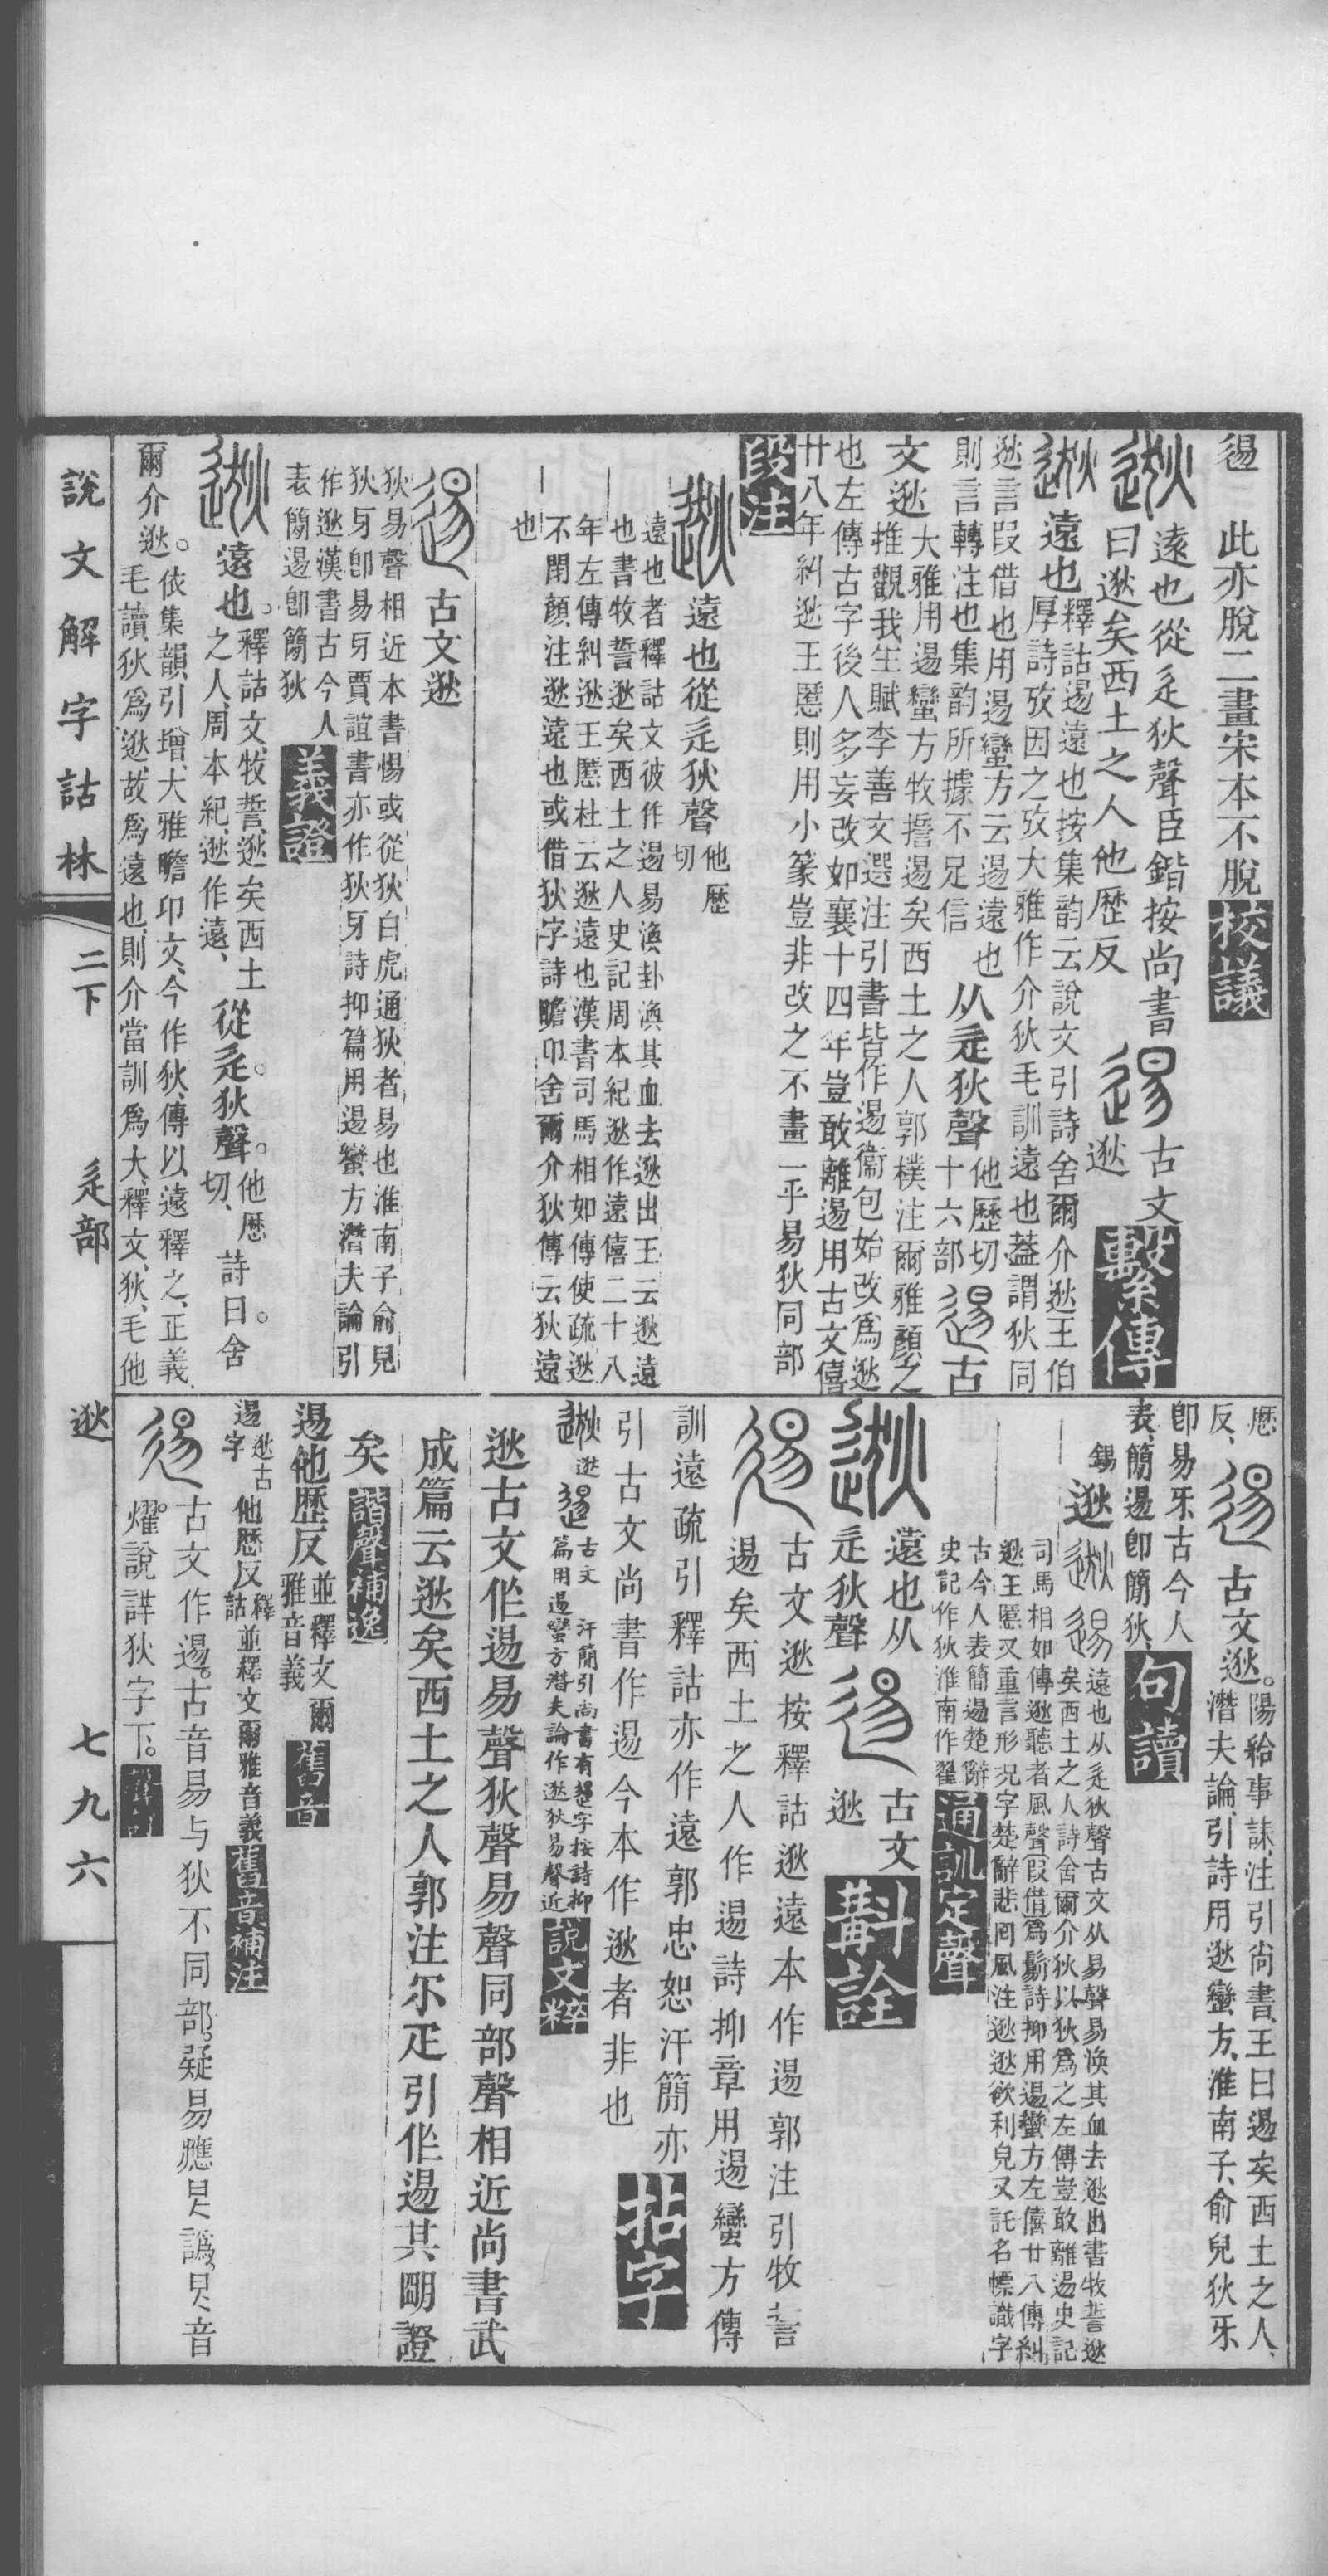 逷 此亦脫二畫宋本不脫校議
逖遠也從辵狄聲臣鍇按尚書
曰逖矣西土之人他歷反 逷古文逖繫傳
逖遠也釋詁逷遠也按集韵云說文引詩舍爾介逖王伯
厚詩攷因之攷大雅作介狄毛訓遠也葢謂狄同
逖言叚借也用逷蠻方云逷遠也从辵狄聲他歷切
則言轉注也集韵所據不足信 十六部 逷古
文逖大雅用逷蠻方牧誓逷矣西土之人郭樸注爾雅顏之
推觀我生賦李善文選注引書皆作逷衞包始改爲逖
也左傳古字後人多妄改如襄十四年豈敢離逷用古文僖
廿八年糾逖王慝則用小篆豈非改之不畫一乎易狄同部
段注
逖遠也從辵狄聲他歷切
遠也者釋詁文彼作逷易渙卦渙其血去逖出王云逖遠
也書牧誓逖矣西土之人史記周本紀逖作遠僖二十八
年左傳糾逖王慝杜云逖遠也漢書司馬相如傳使疏逖
不閉顏注逖遠也或借狄字詩瞻卬舍爾介狄傳云狄遠
也
逷古文逖
狄易聲相近本書惕或從狄白虎通狄者易也淮南子俞兒
狄牙卽易牙賈誼書亦作狄牙詩抑篇用逷蠻方潛夫論引
作逖漢書古今人
表簡逷卽簡狄 義證
逖遠也。釋詁文、牧誓、逖矣西土
之人、周本紀、逖作遠、從辵。狄聲。他歷切、詩曰。舍
爾介逖。依集韻引增、大雅瞻卬文、今作狄、傳以遠釋之、正義
毛讀狄爲逖、故爲遠也、則介當訓爲大、釋文、狄、毛他
歷
反、逷古文逖。陽給事誄、注引尚書、王曰逷矣西土之人、
潛夫論、引詩用逖蠻方、淮南子、俞兒狄牙
卽易牙古今人
表、簡逷卽簡狄、句讀
錫 逖 逖 逷遠也从辵狄聲古文从易聲易渙其血去逖出書牧誓逖
矣西土之人詩舍爾介狄以狄爲之左傳豈敢離逷史記
司馬相如傳逖聽者風聲〔叚借〕爲鬄詩抑用逷蠻方左僖廿八傳糾
逖王慝又重言形況字楚辭悲回風注逖逖欲利皃又託名幖識字
古今人表簡逷楚辭
史記作狄淮南作翟 通訓定聲
逖遠也从
辵狄聲 逷古文
逖 斠詮
古文逖按釋詁逖遠本作逷郭注引牧誓
逷矣西土之人作逷詩抑章用逷蠻方傳
訓遠疏引釋詁亦作遠郭忠恕汗簡亦
引古文尚書作逷今本作逖者非也 拈字
逖 逖 逷古文 汗簡引尚書有逷字按詩抑
篇用逷蠻方潛夫論作逖狄易聲近 說文粹
逖古文作逷易聲狄聲易聲同部聲相近尚書武
成篇云逖矣西土之人郭注尔疋引作逷其朙證
矣諧聲補逸
逷他歷反並釋文爾
雅音義 舊音
逷逖古
字 他歷反釋
詁並釋文爾雅音義舊音補注
逷古文作逷。古音易与狄不同部。疑易應㫐譌。㫐、音
燿。說詳狄字下。
說文解字詁林
二下 辵部
逖
七九六